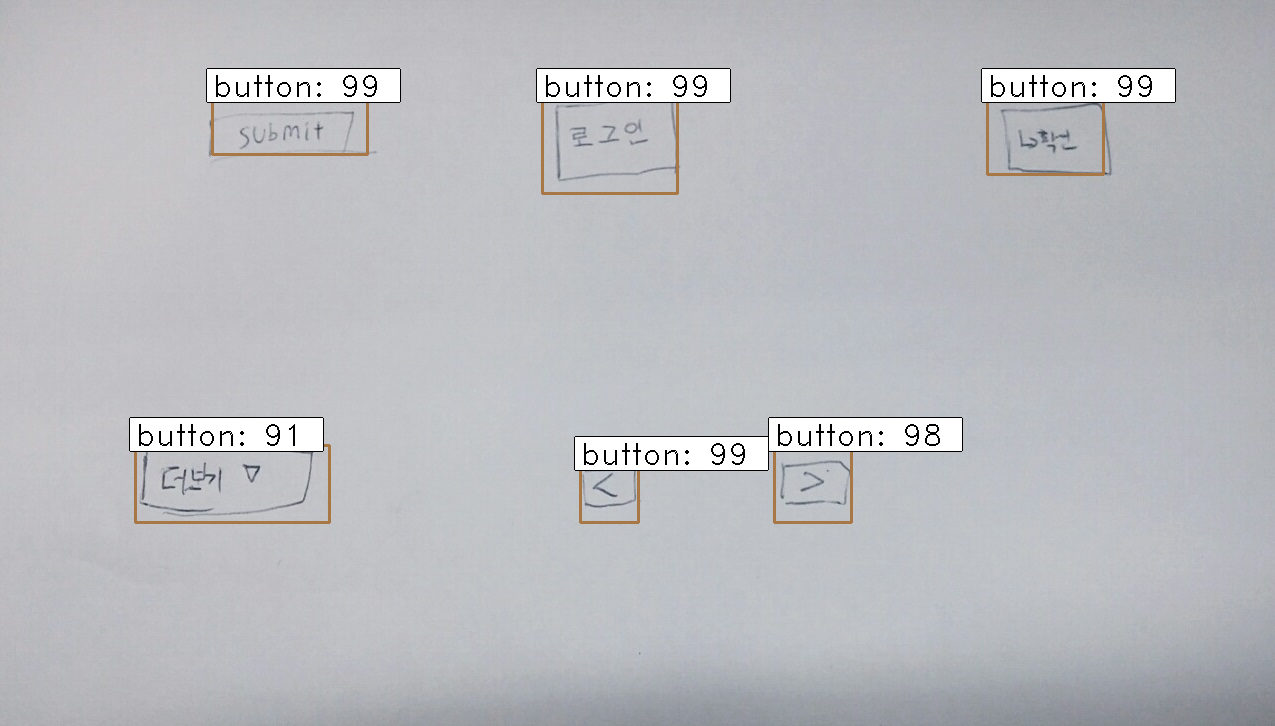 button: 99
submit
button: 99
로그인
button: 99
↳확인
button: 91
더보기 ▽
button: 99
<
button: 98
>